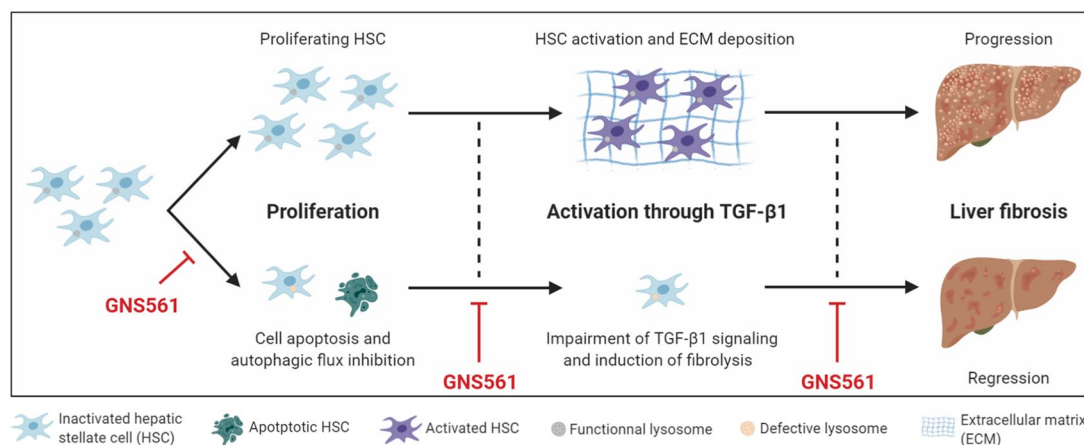 Proliferating HSC
HSC activation and ECM deposition
Progression
Proliferation
Activation through TGF-β1
Liver fibrosis
GNS561
Cell apoptosis and
autophagic flux inhibition
Impairment of TGF-β1 signaling
and induction of fibrolysis
GNS561
GNS561
Regression
Inactivated hepatic
stellate cell (HSC)
Apotptotic HSC
Activated HSC
Functionnal lysosome
Defective lysosome
Extracellular matrix
(ECM)